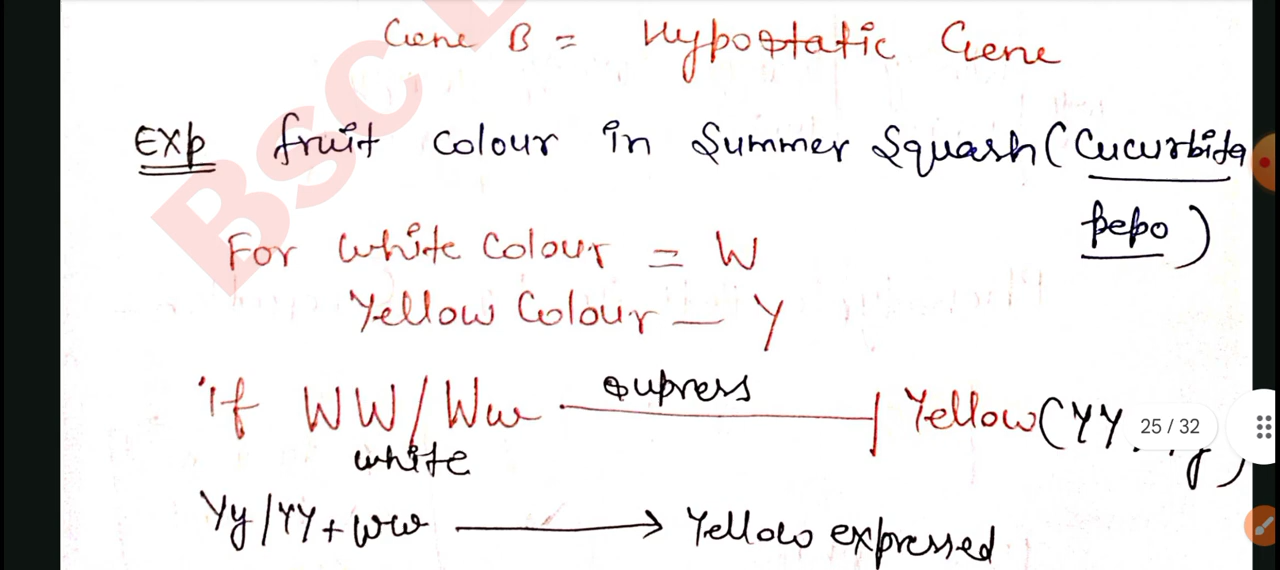 Gene B = Hypostatic Gene
Exp fruit colour in Summer Squash (Cucurbita
pepo)
For white Colour = W
Yellow Colour – Y
If WW/Ww supress Yellow (YY
white
25 / 32
Yy/YY + ww → Yellow expressed
BSc